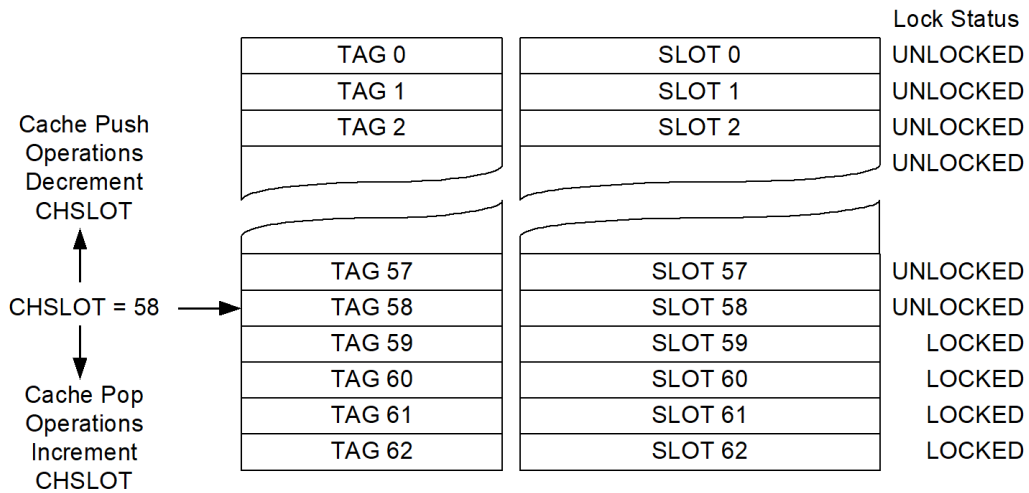 Lock Status
TAG 0 SLOT 0 UNLOCKED
TAG 1 SLOT 1 UNLOCKED
TAG 2 SLOT 2 UNLOCKED
UNLOCKED
Cache Push
Operations
Decrement
CHSLOT
TAG 57 SLOT 57 UNLOCKED
CHSLOT = 58 TAG 58 SLOT 58 UNLOCKED
TAG 59 SLOT 59 LOCKED
TAG 60 SLOT 60 LOCKED
TAG 61 SLOT 61 LOCKED
TAG 62 SLOT 62 LOCKED
Cache Pop
Operations
Increment
CHSLOT